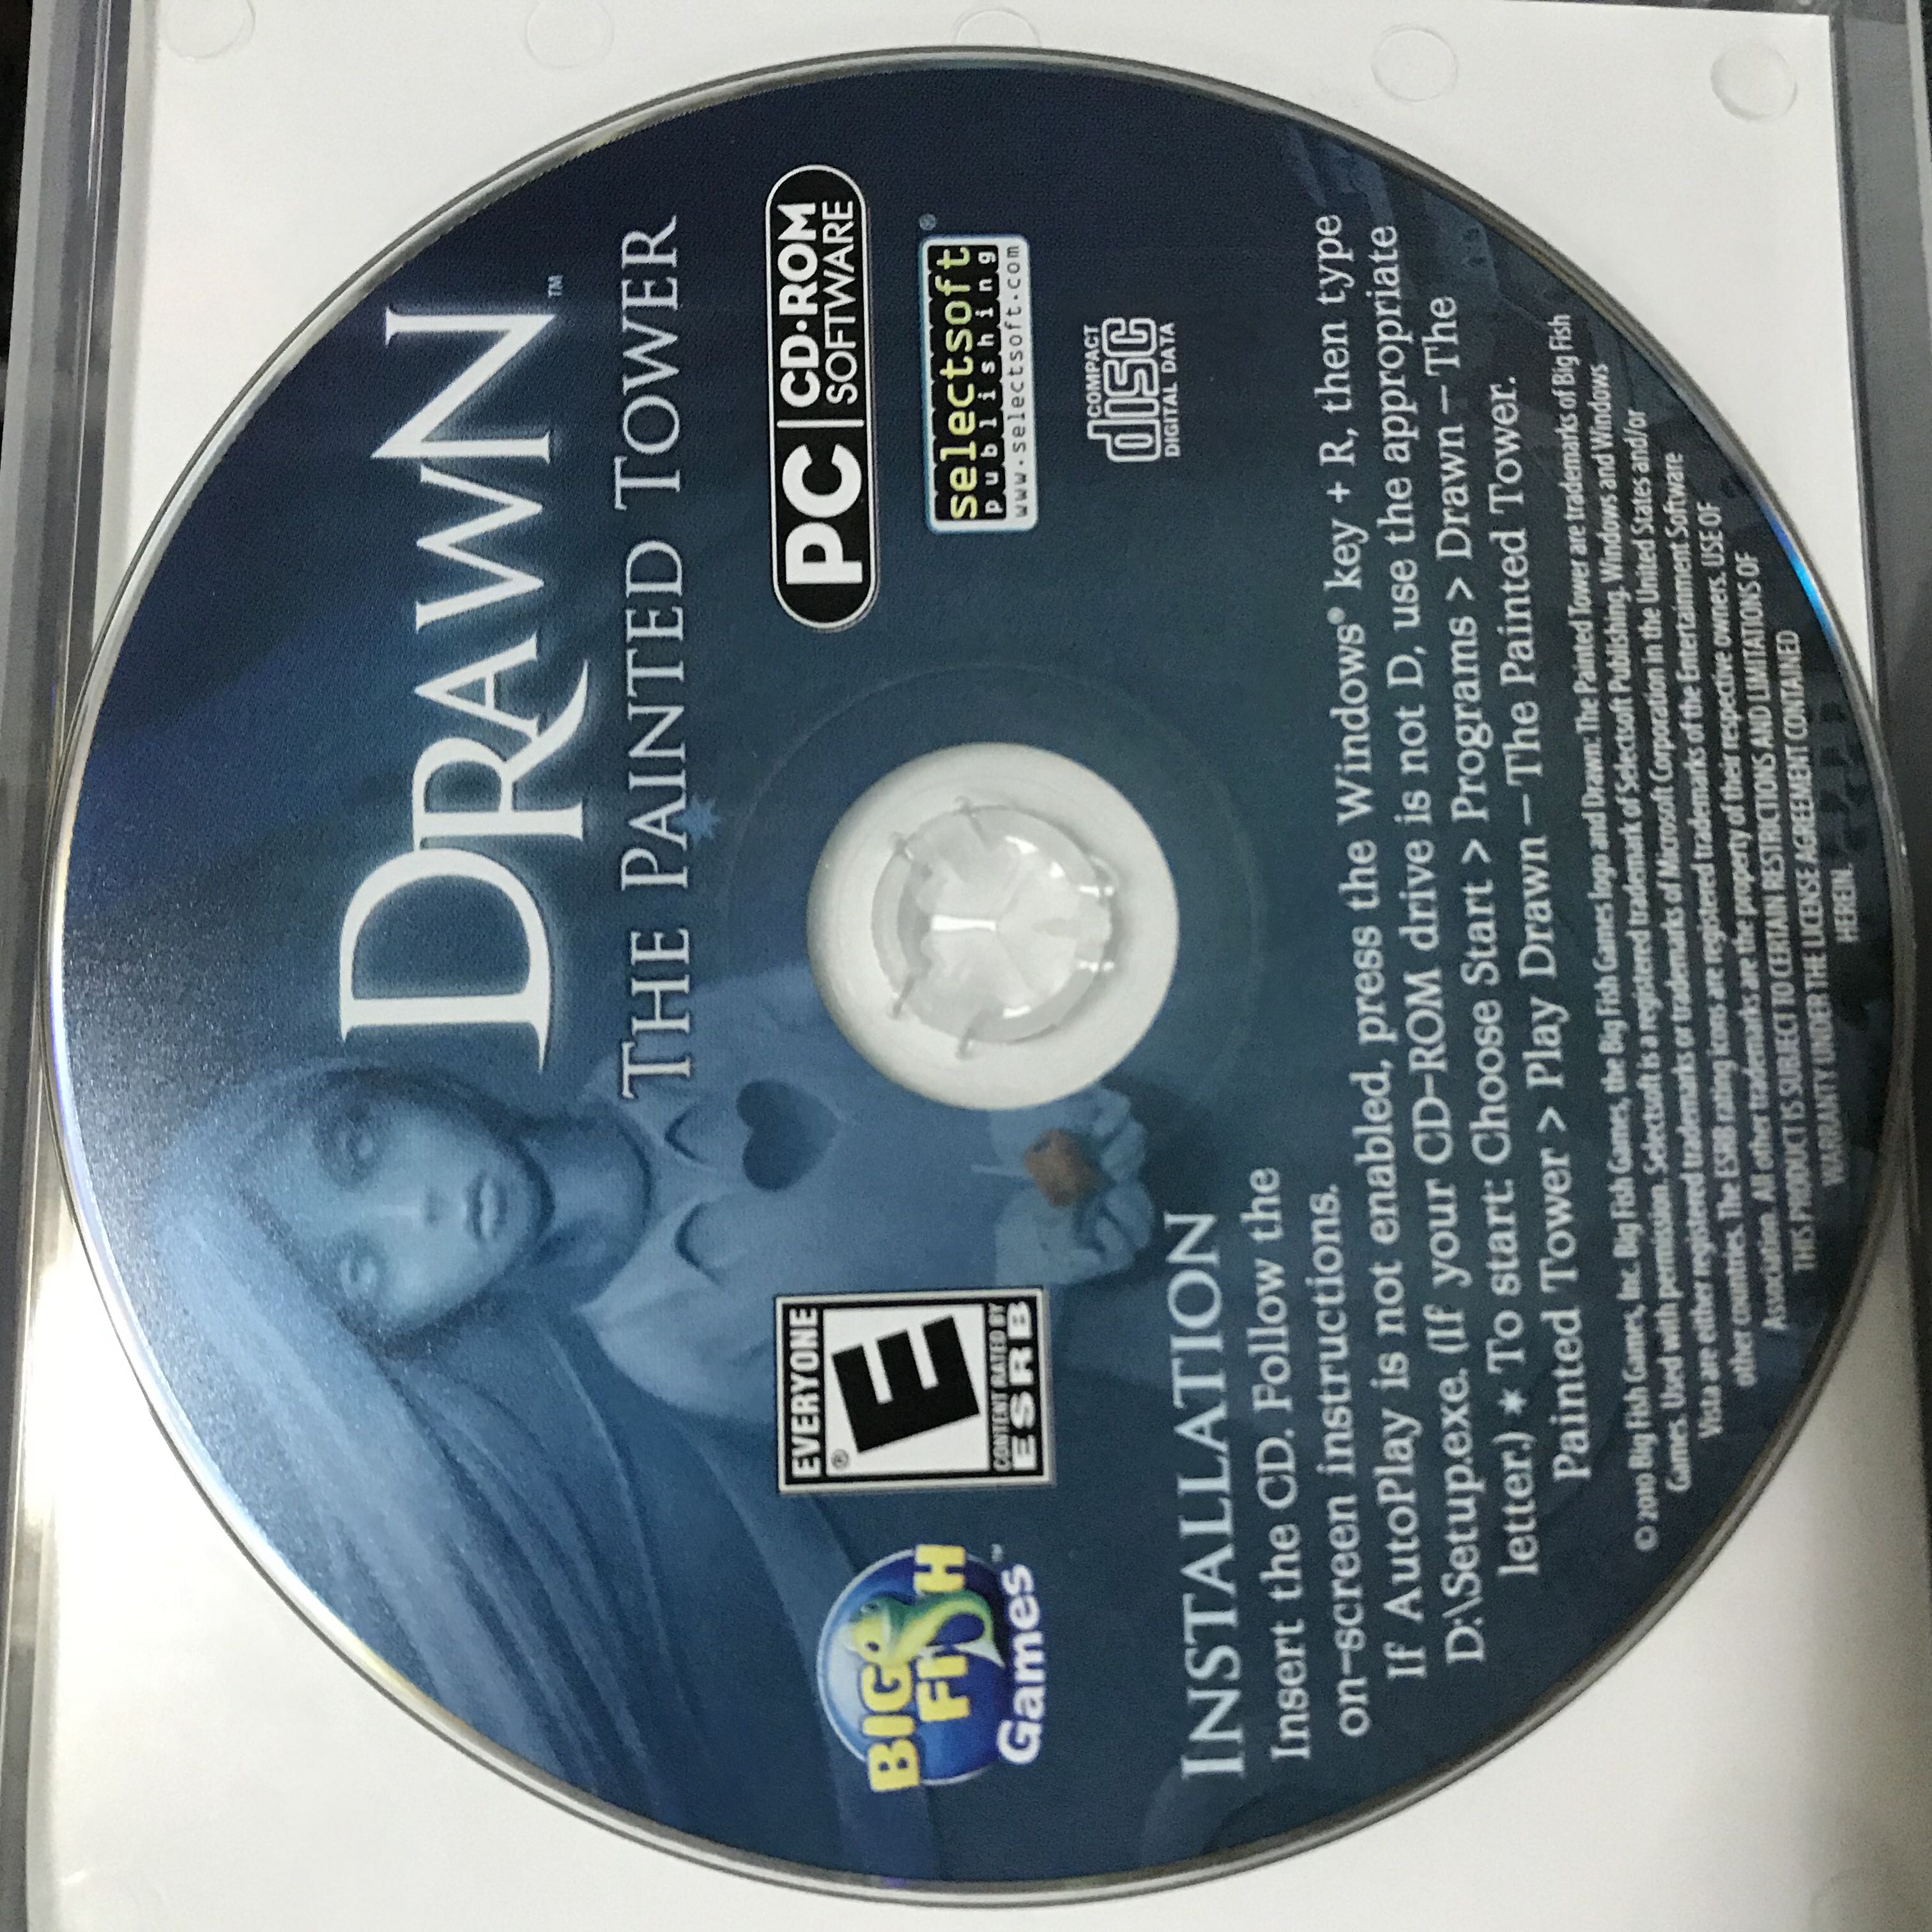 DRAWN™
THE PAINTED TOWER
PC CD·ROM
SOFTWARE
selectsoft®
publishing
www.selectsoft.com
COMPACT
disc
DIGITAL DATA
EVERYONE
E®
CONTENT RATED BY
ESRB
BIG
FISH
Games™
INSTALLATION
Insert the CD. Follow the
on-screen instructions.
If AutoPlay is not enabled, press the Windows® key + R, then type
D:\Setup.exe. (If your CD-ROM drive is not D, use the appropriate
letter.) * To start: Choose Start > Programs > Drawn – The
Painted Tower > Play Drawn – The Painted Tower.
© 2010 Big Fish Games, Inc. Big Fish Games, the Big Fish Games logo and Drawn: The Painted Tower are trademarks of Big Fish
Games. Used with permission. Selectsoft is a registered trademark of Selectsoft Publishing. Windows and Windows
Vista are either registered trademarks or trademarks of Microsoft Corporation in the United States and/or
other countries. The ESRB rating icons are registered trademarks of the Entertainment Software
Association. All other trademarks are the property of their respective owners. USE OF
THIS PRODUCT IS SUBJECT TO CERTAIN RESTRICTIONS AND LIMITATIONS OF
WARRANTY UNDER THE LICENSE AGREEMENT CONTAINED
HEREIN.